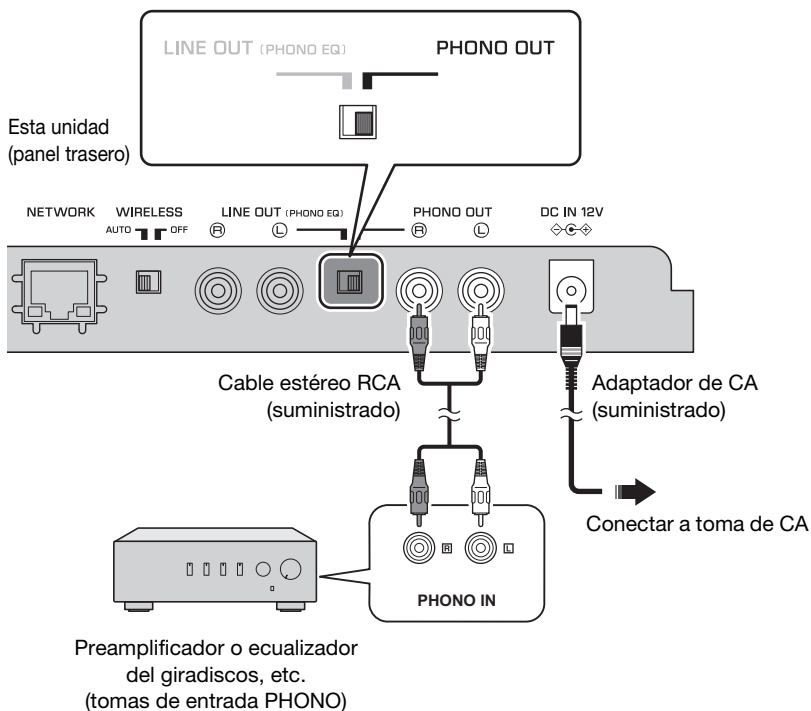 LINE OUT (PHONO EQ) PHONO OUT
Esta unidad
(panel trasero)
NETWORK WIRELESS LINE OUT (PHONO EQ) PHONO OUT DC IN 12V
AUTO OFF R L R L
Cable estéreo RCA
(suministrado)
Adaptador de CA
(suministrado)
Conectar a toma de CA
R L
PHONO IN
Preamplificador o ecualizador
del giradiscos, etc.
(tomas de entrada PHONO)